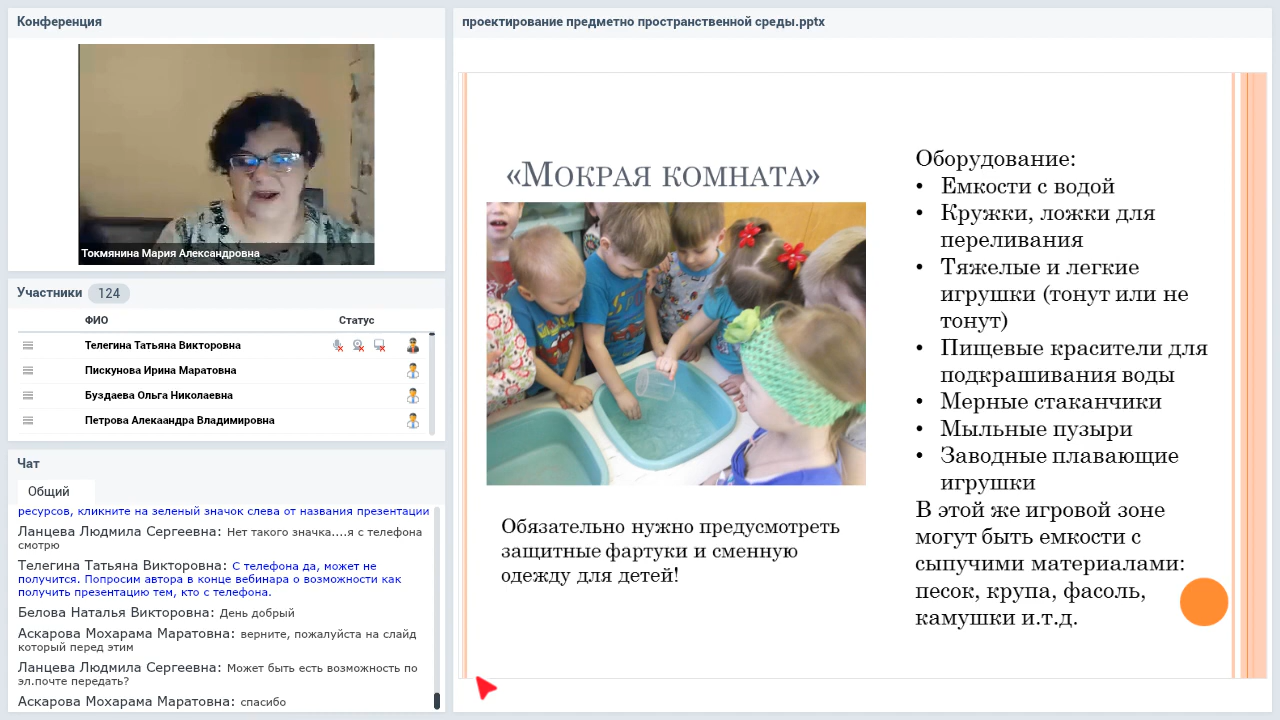 Конференция
Токмянина Мария Александровна
Участники 124
ФИО Статус
Телегина Татьяна Викторовна
Пискунова Ирина Маратовна
Буздаева Ольга Николаевна
Петрова Алекаандра Владимировна
Чат
Общий
ресурсов, кликните на зеленый значок слева от названия презентации
Ланцева Людмила Сергеевна: Нет такого значка....я с телефона
смотрю
Телегина Татьяна Викторовна: С телефона да, может не
получится. Попросим автора в конце вебинара о возможности как
получить презентацию тем, кто с телефона.
Белова Наталья Викторовна: День добрый
Аскарова Мохарама Маратовна: верните, пожалуйста на слайд
который перед этим
Ланцева Людмила Сергеевна: Может быть есть возможность по
эл.почте передать?
Аскарова Мохарама Маратовна: спасибо
проектирование предметно пространственной среды.pptx
«Мокрая комната»
Обязательно нужно предусмотреть
защитные фартуки и сменную
одежду для детей!
Оборудование:
• Емкости с водой
• Кружки, ложки для
переливания
• Тяжелые и легкие
игрушки (тонут или не
тонут)
• Пищевые красители для
подкрашивания воды
• Мерные стаканчики
• Мыльные пузыри
• Заводные плавающие
игрушки
В этой же игровой зоне
могут быть емкости с
сыпучими материалами:
песок, крупа, фасоль,
камушки и.т.д.